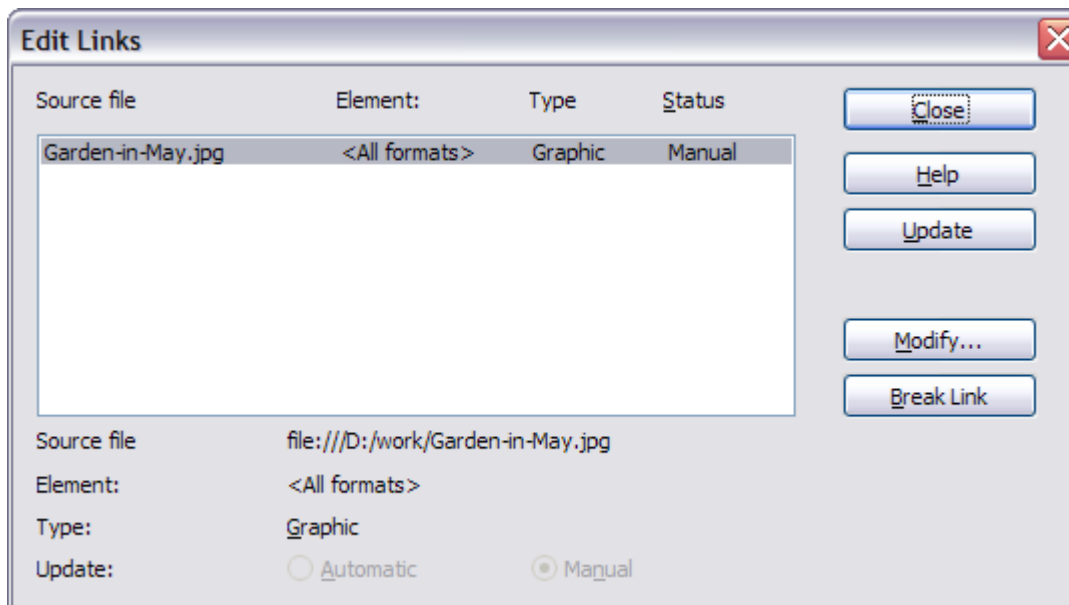 Edit Links
Source file Element: Type Status
Garden-in-May.jpg <All formats> Graphic Manual
Close
Help
Update
Modify...
Break Link
Source file file:///D:/work/Garden-in-May.jpg
Element: <All formats>
Type: Graphic
Update: Automatic Manual